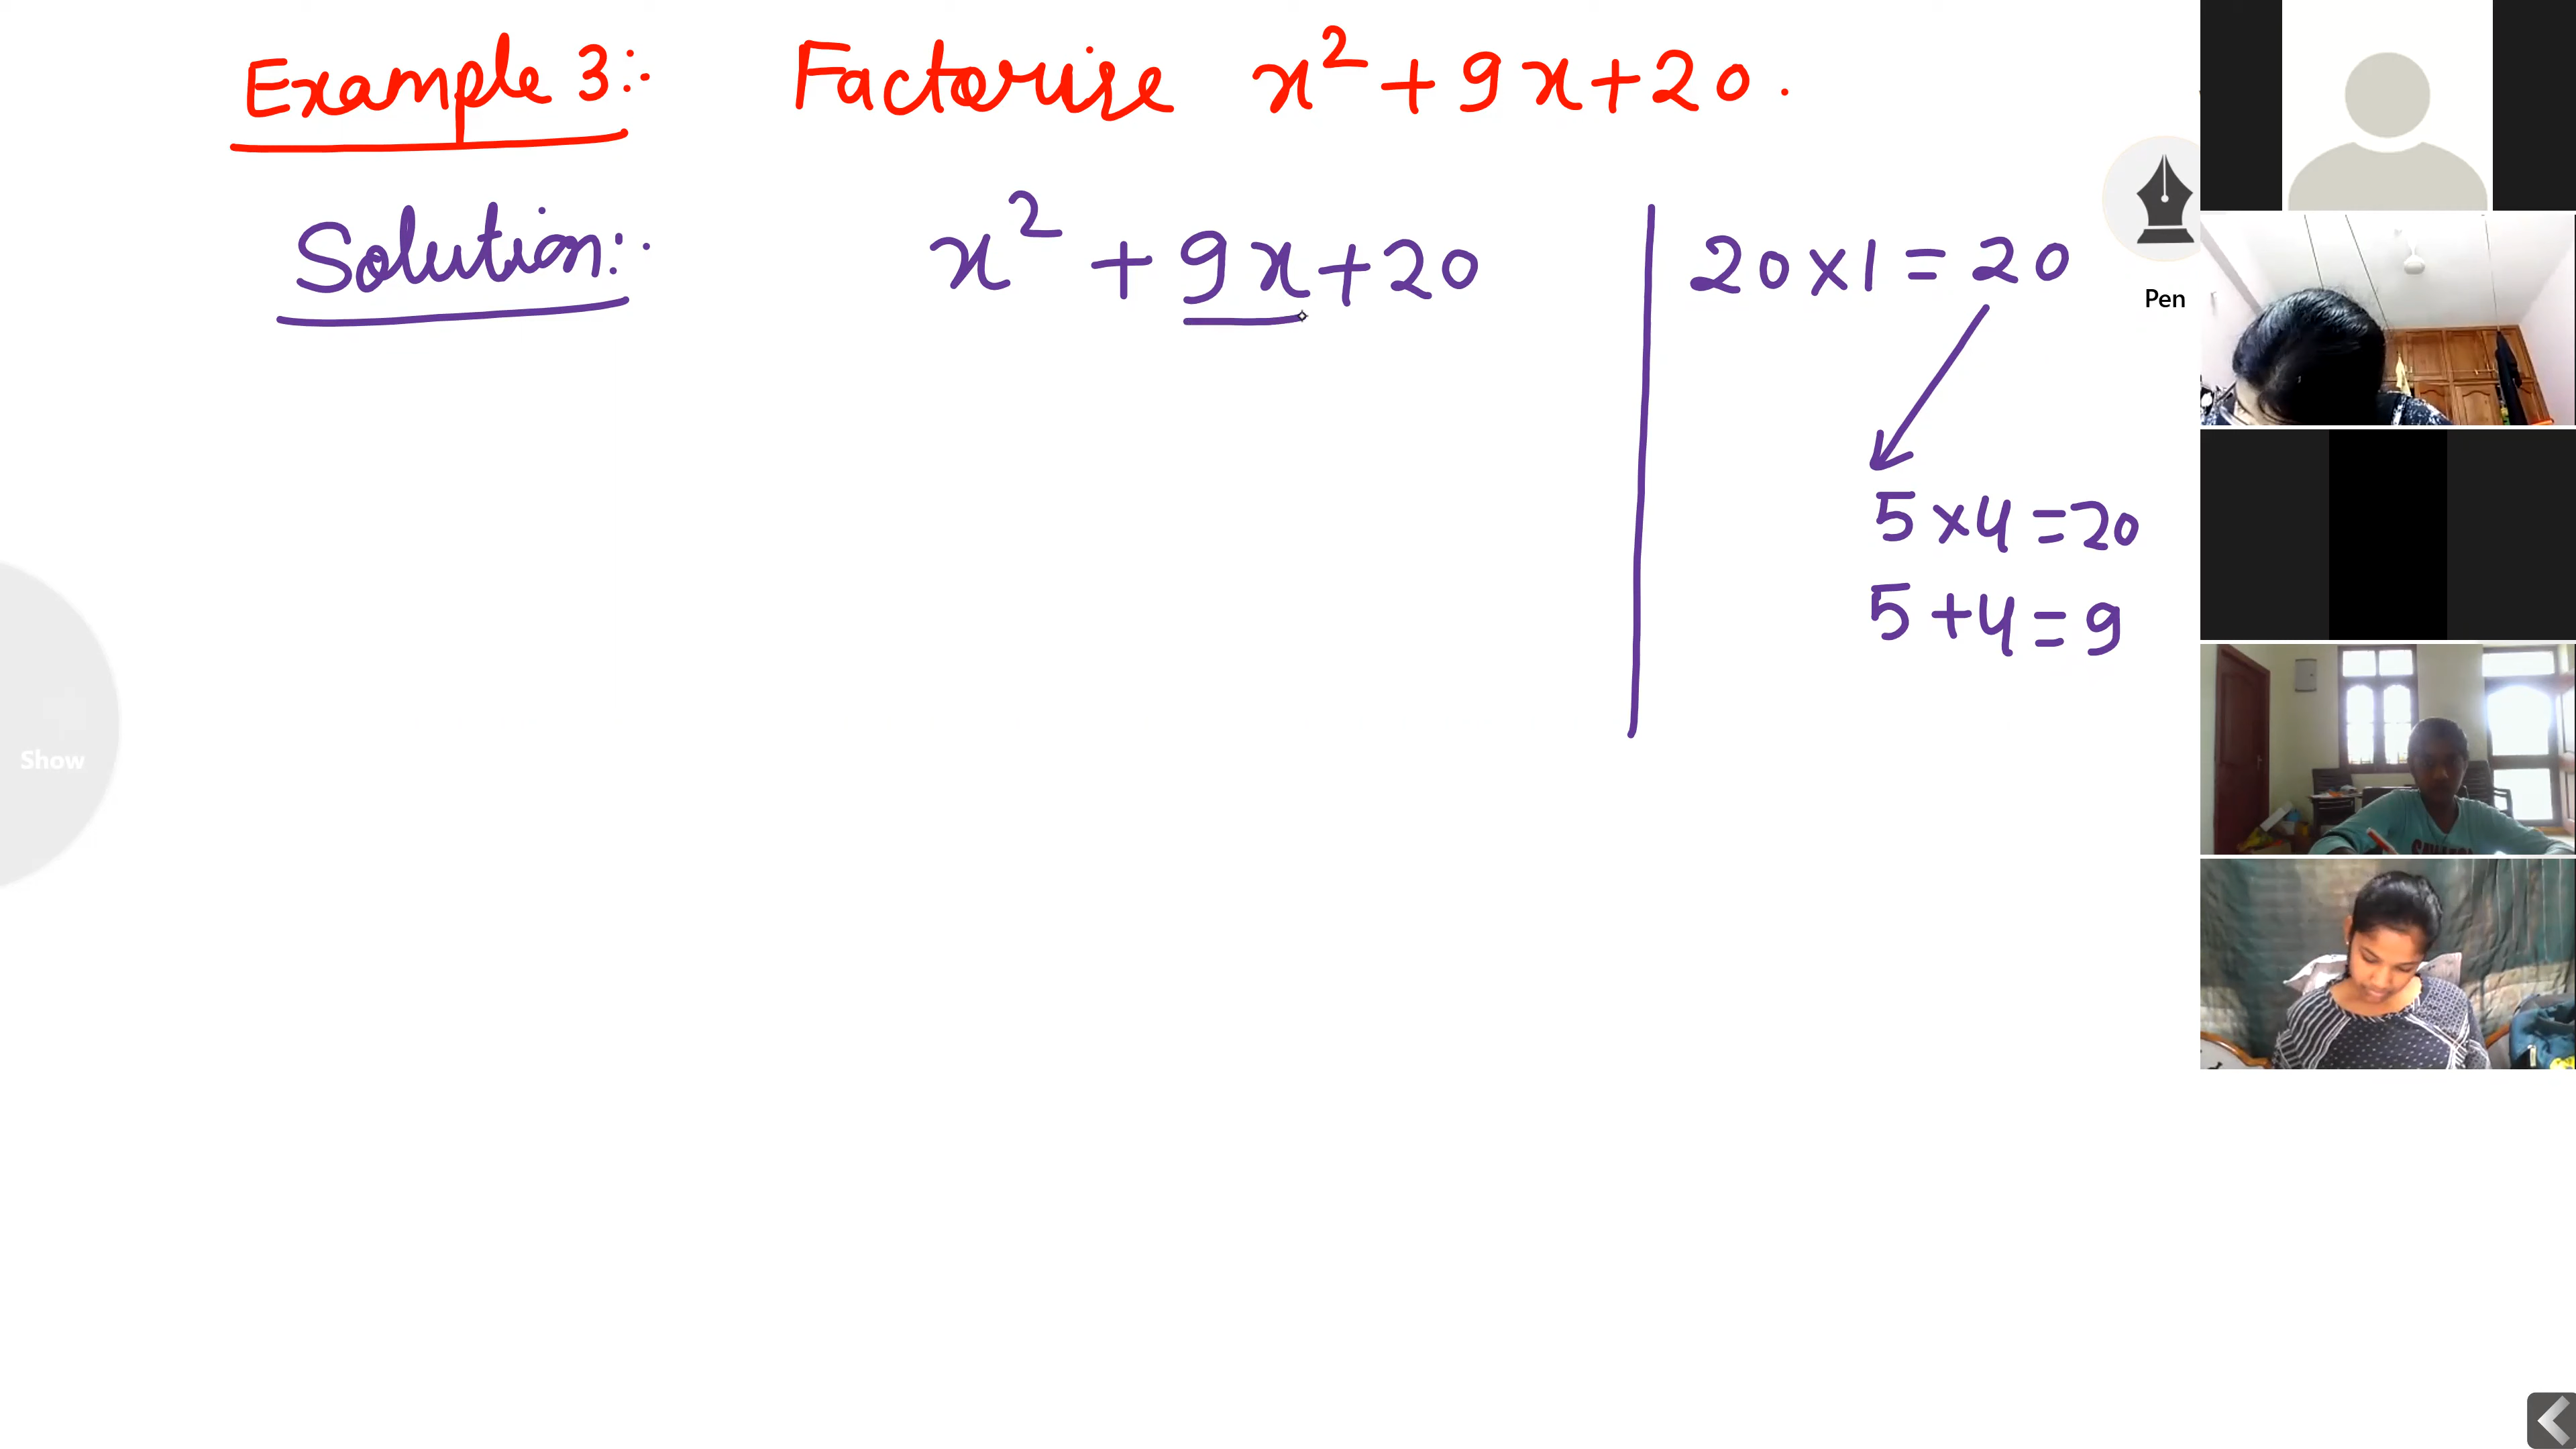 Example 3:- Factorise x² + 9x + 20.
Solution:- x² + 9x + 20
20 x 1 = 20
5 x 4 = 20
5 + 4 = 9
Pen
Show